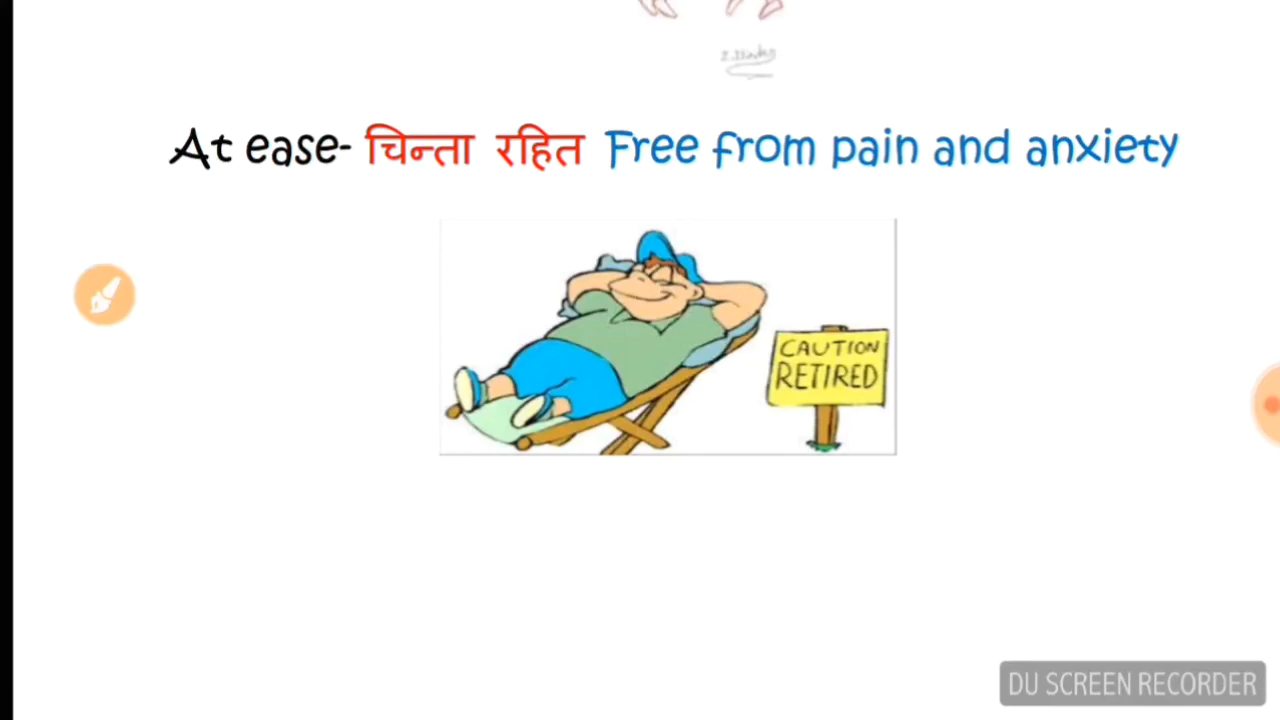 At ease- चिन्ता रहित Free from pain and anxiety
CAUTION
RETIRED
DU SCREEN RECORDER